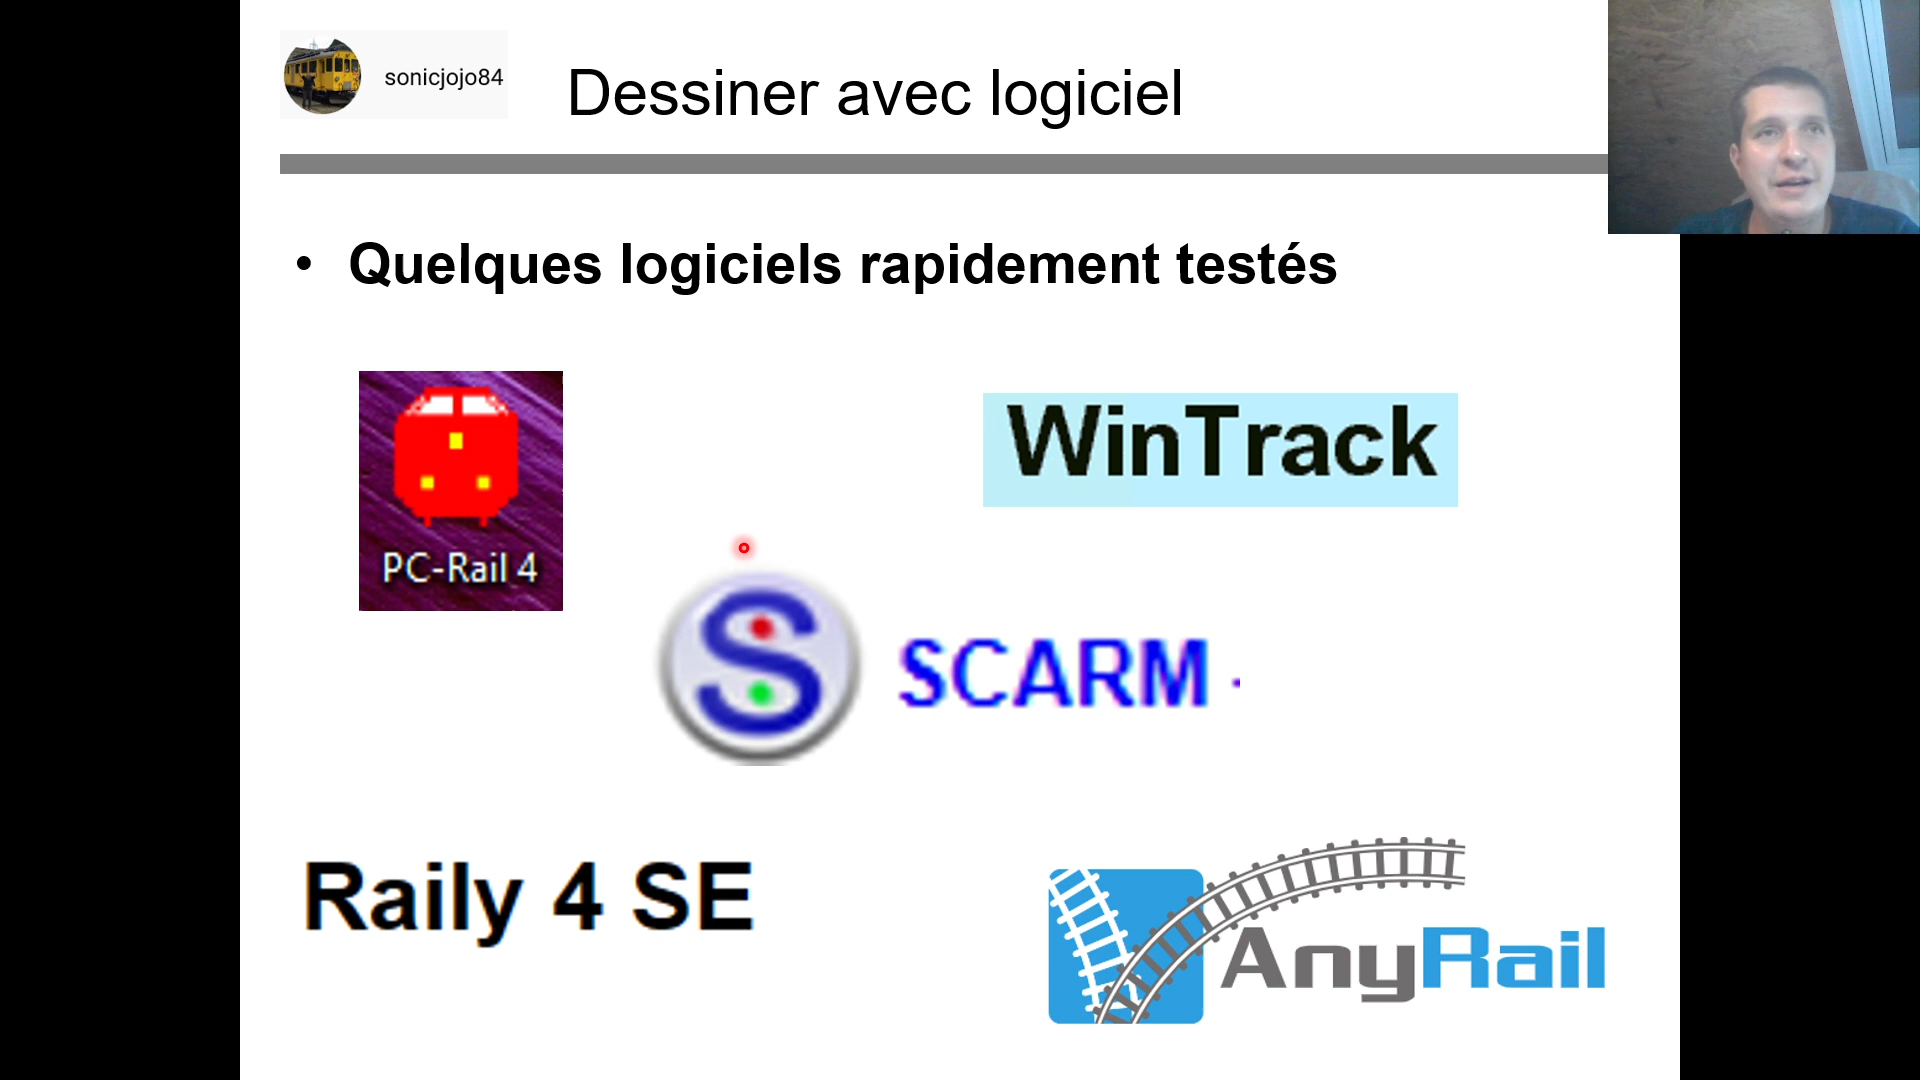 sonicjojo84
Dessiner avec logiciel
• Quelques logiciels rapidement testés
PC-Rail 4
WinTrack
S SCARM -
Raily 4 SE
AnyRail